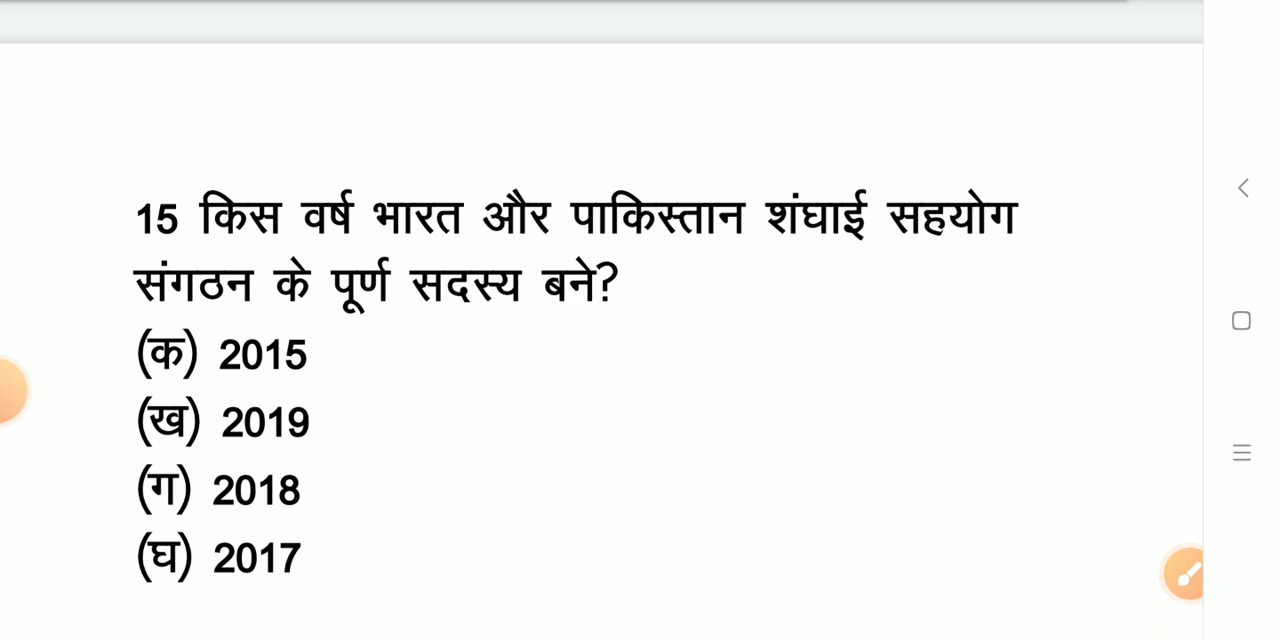 15 किस वर्ष भारत और पाकिस्तान शंघाई सहयोग
संगठन के पूर्ण सदस्य बने?
(क) 2015
(ख) 2019
(ग) 2018
(घ) 2017